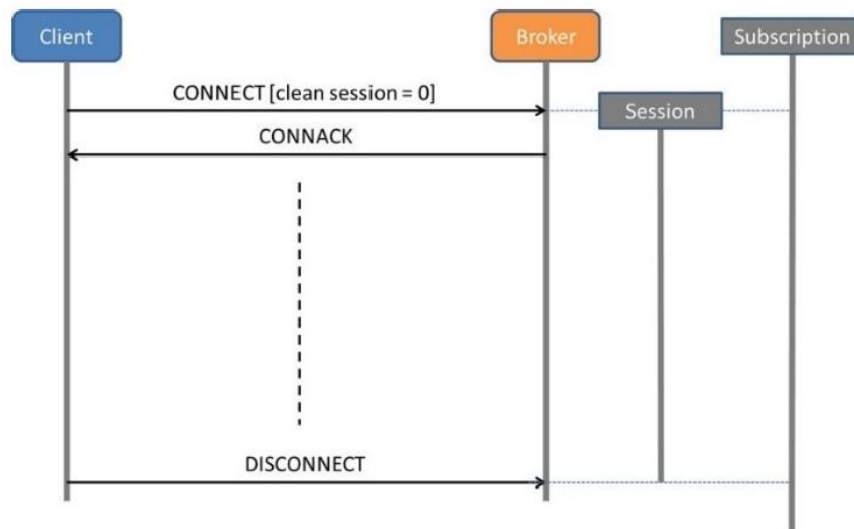 Client
Broker
Subscription
CONNECT [clean session = 0]
Session
CONNACK
DISCONNECT